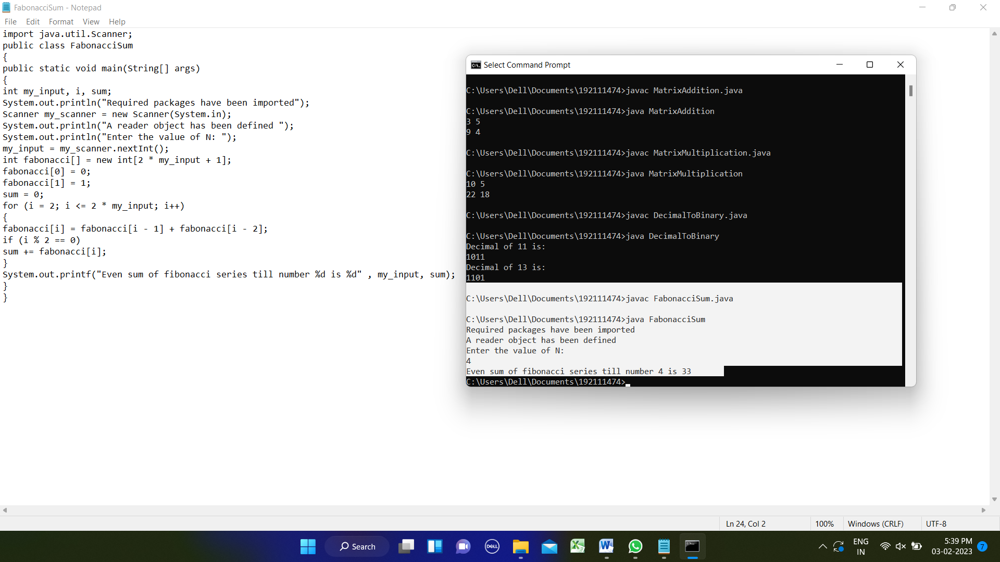 FabonacciSum - Notepad
File Edit Format View Help
import java.util.Scanner;
public class FabonacciSum
{
public static void main(String[] args)
{
int my_input, i, sum;
System.out.println("Required packages have been imported");
Scanner my_scanner = new Scanner(System.in);
System.out.println("A reader object has been defined ");
System.out.println("Enter the value of N: ");
my_input = my_scanner.nextInt();
int fabonacci[] = new int[2 * my_input + 1];
fabonacci[0] = 0;
fabonacci[1] = 1;
sum = 0;
for (i = 2; i <= 2 * my_input; i++)
{
fabonacci[i] = fabonacci[i - 1] + fabonacci[i - 2];
if (i % 2 == 0)
sum += fabonacci[i];
}
System.out.printf("Even sum of fibonacci series till number %d is %d" , my_input, sum);
}
}
Select Command Prompt
C:\Users\Dell\Documents\192111474>javac MatrixAddition.java
C:\Users\Dell\Documents\192111474>java MatrixAddition
3 5
9 4
C:\Users\Dell\Documents\192111474>javac MatrixMultiplication.java
C:\Users\Dell\Documents\192111474>java MatrixMultiplication
10 5
22 18
C:\Users\Dell\Documents\192111474>javac DecimalToBinary.java
C:\Users\Dell\Documents\192111474>java DecimalToBinary
Decimal of 11 is:
1011
Decimal of 13 is:
1101
C:\Users\Dell\Documents\192111474>javac FabonacciSum.java
C:\Users\Dell\Documents\192111474>java FabonacciSum
Required packages have been imported
A reader object has been defined
Enter the value of N:
4
Even sum of fibonacci series till number 4 is 33
C:\Users\Dell\Documents\192111474>
Ln 24, Col 2 100% Windows (CRLF) UTF-8
Search
DELL
ENG
IN
5:39 PM
03-02-2023
7